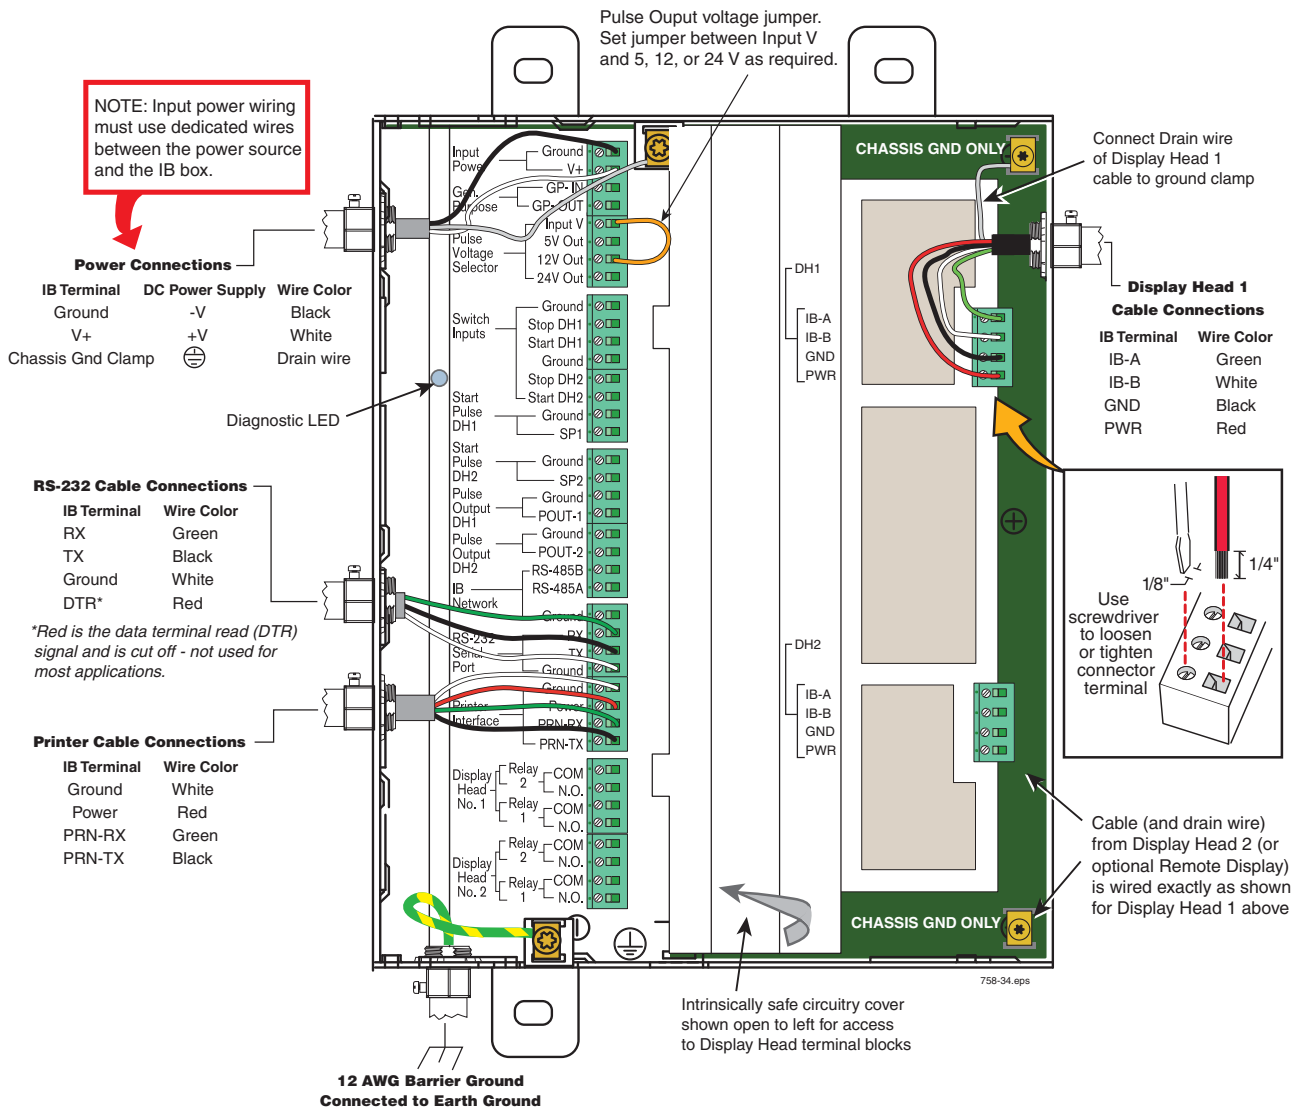 Pulse Ouput voltage jumper.
Set jumper between Input V
and 5, 12, or 24 V as required.
NOTE: Input power wiring
must use dedicated wires
between the power source
and the IB box.
Power Connections
IB Terminal DC Power Supply Wire Color
Ground -V Black
V+ +V White
Chassis Gnd Clamp Drain wire
Diagnostic LED
RS-232 Cable Connections
IB Terminal Wire Color
RX Green
TX Black
Ground White
DTR* Red
*Red is the data terminal read (DTR)
signal and is cut off - not used for
most applications.
Printer Cable Connections
IB Terminal Wire Color
Ground White
Power Red
PRN-RX Green
PRN-TX Black
Input
Power
Ground
V+
Gen.
Purpose
GP-IN
GP-OUT
Pulse
Voltage
Selector
Input V
5V Out
12V Out
24V Out
Switch
Inputs
Ground
Stop DH1
Start DH1
Ground
Stop DH2
Start DH2
Start
Pulse
DH1
Ground
SP1
Start
Pulse
DH2
Ground
SP2
Pulse
Output
DH1
Ground
POUT-1
Pulse
Output
DH2
Ground
POUT-2
IB
Network
RS-485B
RS-485A
RS-232
Serial
Port
Ground
RX
TX
Ground
Printer
Interface
Ground
Power
PRN-RX
PRN-TX
Display
Head
No. 1
Relay
2
COM
N.O.
Relay
1
COM
N.O.
Display
Head
No. 2
Relay
2
COM
N.O.
Relay
1
COM
N.O.
CHASSIS GND ONLY
DH1
IB-A
IB-B
GND
PWR
DH2
IB-A
IB-B
GND
PWR
CHASSIS GND ONLY
Connect Drain wire
of Display Head 1
cable to ground clamp
Display Head 1
Cable Connections
IB Terminal Wire Color
IB-A Green
IB-B White
GND Black
PWR Red
1/8"
1/4"
Use
screwdriver
to loosen
or tighten
connector
terminal
Cable (and drain wire)
from Display Head 2 (or
optional Remote Display)
is wired exactly as shown
for Display Head 1 above
758-34.eps
Intrinsically safe circuitry cover
shown open to left for access
to Display Head terminal blocks
12 AWG Barrier Ground
Connected to Earth Ground